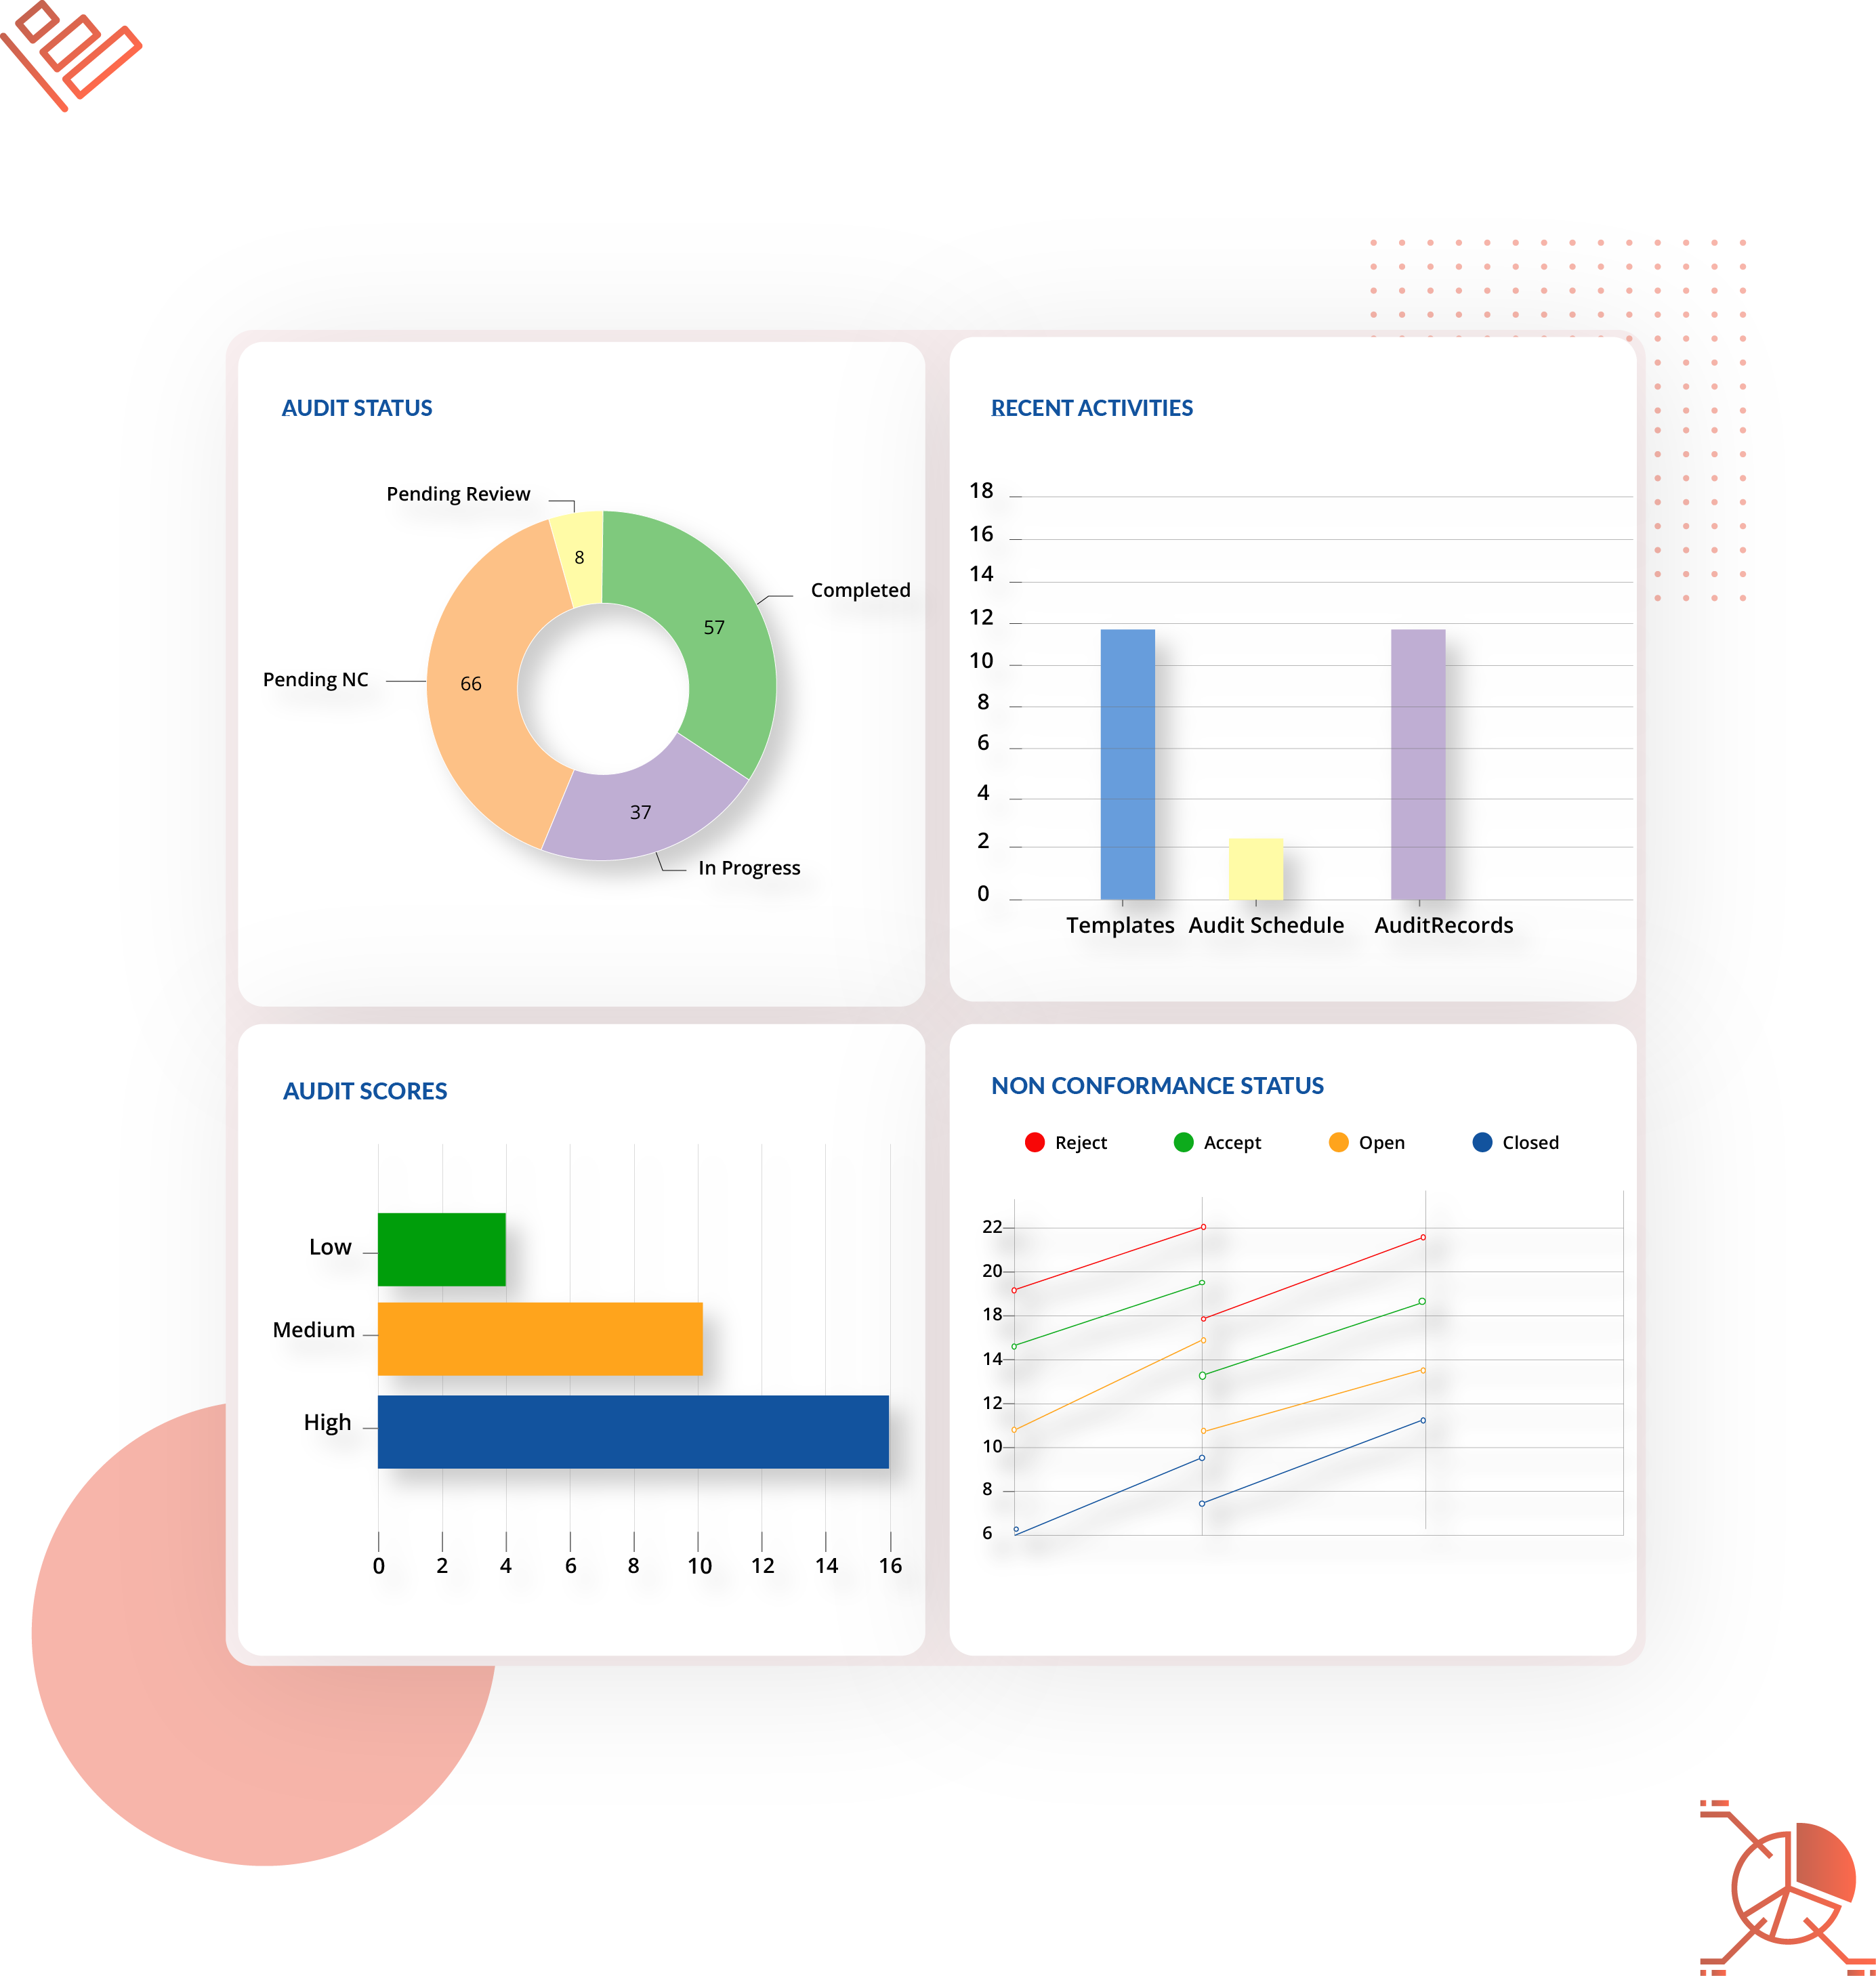 AUDIT STATUS
Pending Review
8
Completed
57
Pending NC
66
37
In Progress
RECENT ACTIVITIES
18
16
14
12
10
8
6
4
2
0
Templates Audit Schedule AuditRecords
AUDIT SCORES
Low
Medium
High
0 2 4 6 8 10 12 14 16
NON CONFORMANCE STATUS
Reject Accept Open Closed
22
20
18
14
12
10
8
6